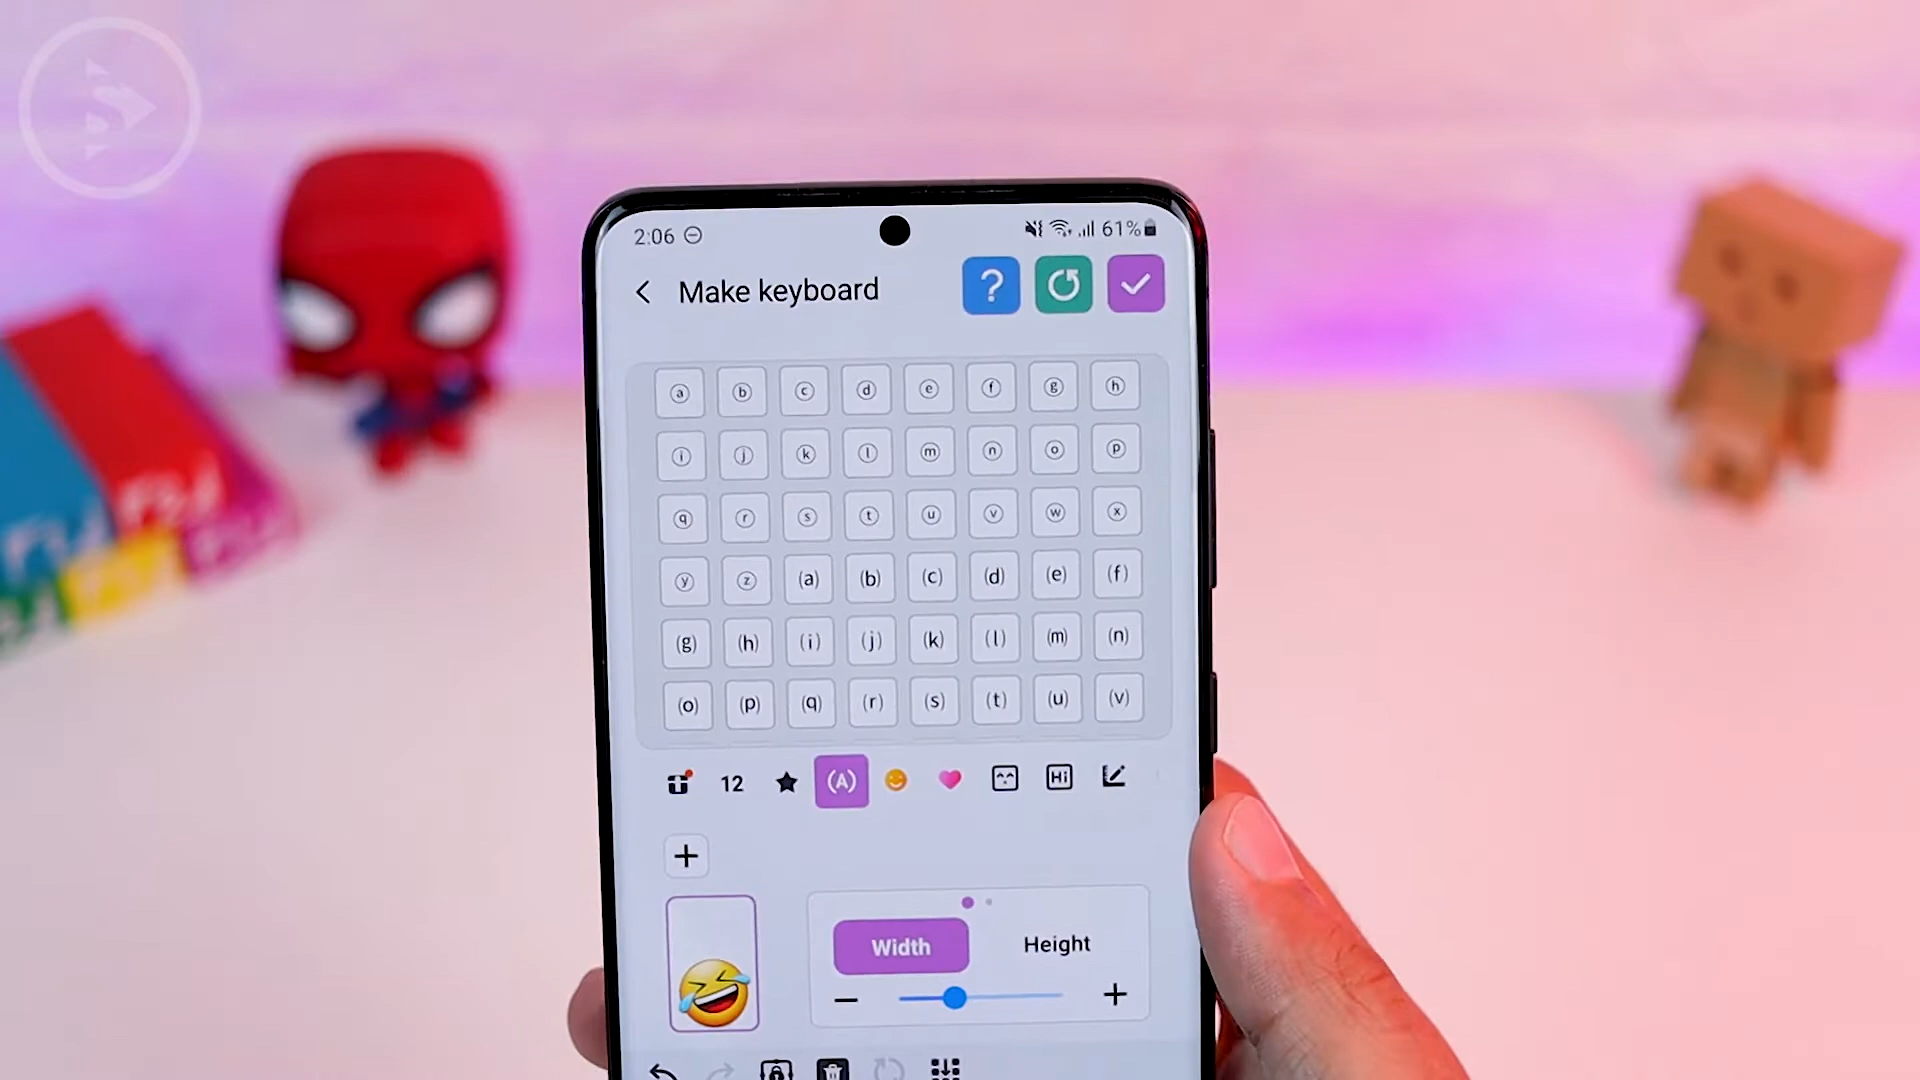 2:06 61%
Make keyboard ?
ⓐ ⓑ ⓒ ⓓ ⓔ ⓕ ⓖ ⓗ
ⓘ ⓙ ⓚ ⓛ ⓜ ⓝ ⓞ ⓟ
ⓠ ⓡ ⓢ ⓣ ⓤ ⓥ ⓦ ⓧ
ⓨ ⓩ (a) (b) (c) (d) (e) (f)
(g) (h) (i) (j) (k) (l) (m) (n)
(o) (p) (q) (r) (s) (t) (u) (v)
12 (A) Hi
+
Width Height
− +